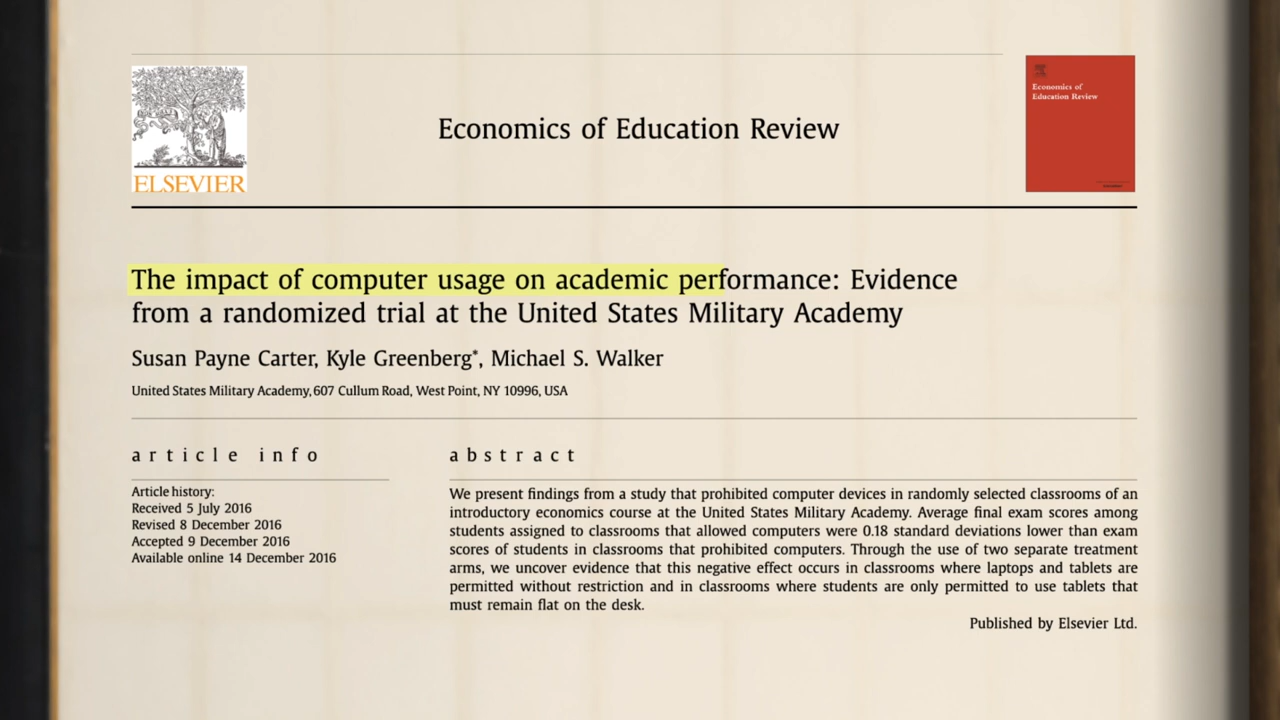 ELSEVIER
Economics of Education Review
Economics of
Education Review
The impact of computer usage on academic performance: Evidence
from a randomized trial at the United States Military Academy
Susan Payne Carter, Kyle Greenberg*, Michael S. Walker
United States Military Academy, 607 Cullum Road, West Point, NY 10996, USA
article info
Article history:
Received 5 July 2016
Revised 8 December 2016
Accepted 9 December 2016
Available online 14 December 2016
abstract
We present findings from a study that prohibited computer devices in randomly selected classrooms of an
introductory economics course at the United States Military Academy. Average final exam scores among
students assigned to classrooms that allowed computers were 0.18 standard deviations lower than exam
scores of students in classrooms that prohibited computers. Through the use of two separate treatment
arms, we uncover evidence that this negative effect occurs in classrooms where laptops and tablets are
permitted without restriction and in classrooms where students are only permitted to use tablets that
must remain flat on the desk.
Published by Elsevier Ltd.